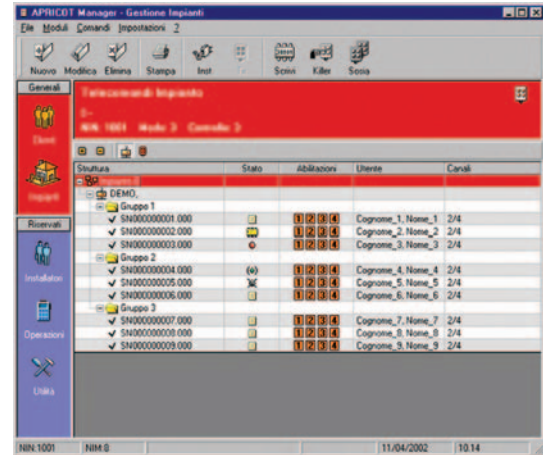 APRICOT Manager - Gestione Impianti
File Moduli Comandi Impostazioni ?
Nuovo Modifica Elimina Stampa Inst Scrivi Killer Scoia
Generali
Telecomandi Impianto
0-
NIN: 1001 Modo: 3 Controllo: 3
Clienti
Impianti
Struttura Stato Abilitazioni Utente Canali
Impianto 0
DEMO,
Gruppo 1
SN000000001.000 1 2 3 4 Cognome_1, Nome_1 2/4
SN000000002.000 1 2 3 4 Cognome_2, Nome_2 2/4
SN000000003.000 1 2 3 4 Cognome_3, Nome_3 2/4
Gruppo 2
SN000000004.000 1 2 3 4 Cognome_4, Nome_4 2/4
SN000000005.000 1 2 3 4 Cognome_5, Nome_5 2/4
SN000000006.000 1 2 3 4 Cognome_6, Nome_6 2/4
Gruppo 3
SN000000007.000 1 2 3 4 Cognome_7, Nome_7 2/4
SN000000008.000 1 2 3 4 Cognome_8, Nome_8 2/4
SN000000009.000 1 2 3 4 Cognome_9, Nome_9 2/4
Riservati
Installatori
Operazioni
Utilità
NIN:1001 NIM:0 11/04/2002 10.14